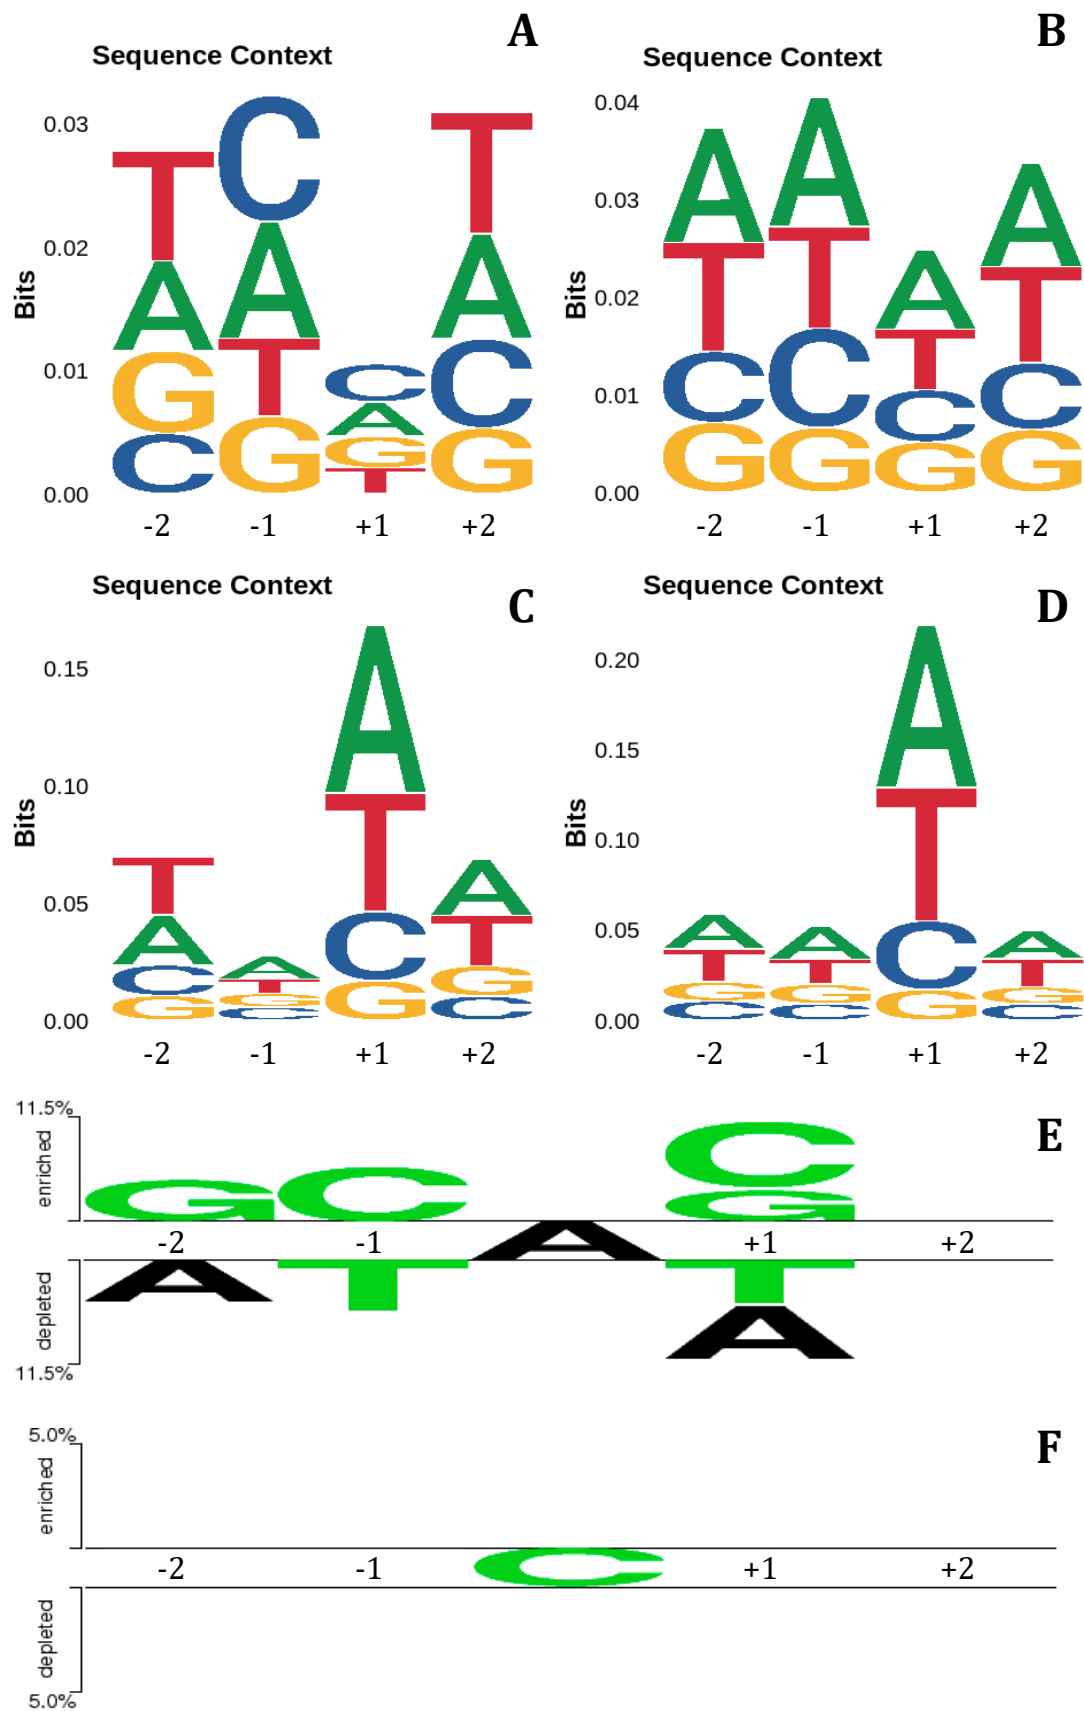 A
B
Sequence Context
Sequence Context
Bits
0.03
0.02
0.01
0.00
T C T
A A A
G T C C
C G A G
G
T
-2 -1 +1 +2
Bits
0.04
0.03
0.02
0.01
0.00
A A A A
T T T T
C C C C
G G G G
-2 -1 +1 +2
C
D
Sequence Context
Sequence Context
Bits
0.15
0.10
0.05
0.00
T A A A
A T T T
C G C G
G C G C
-2 -1 +1 +2
Bits
0.20
0.15
0.10
0.05
0.00
A A A A
T T T T
G G C G
C C G C
-2 -1 +1 +2
E
11.5%
enriched
G C C
G
-2 -1 A +1 +2
depleted
A T T
A
11.5%
F
5.0%
enriched
-2 -1 C +1 +2
depleted
5.0%